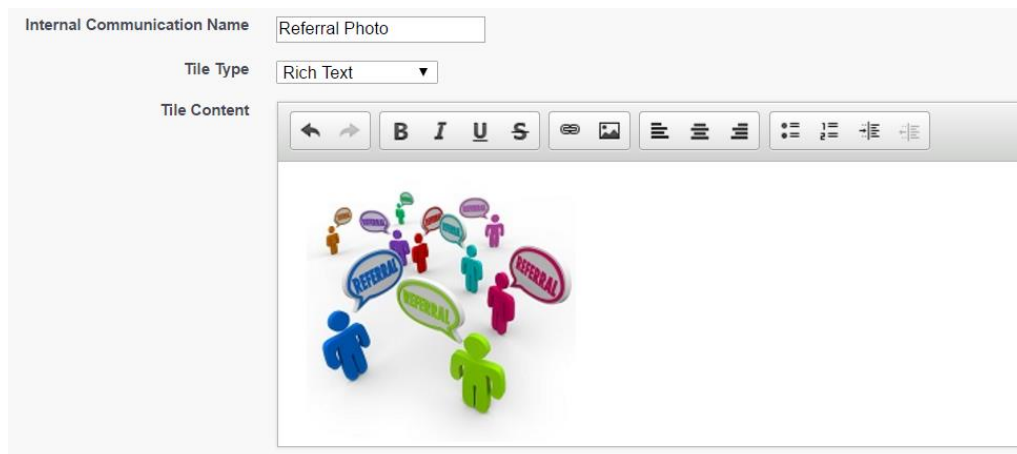 Internal Communication Name
Referral Photo
Tile Type
Rich Text
Tile Content
B I U S
REFERRAL
REFERRAL
REFERRAL